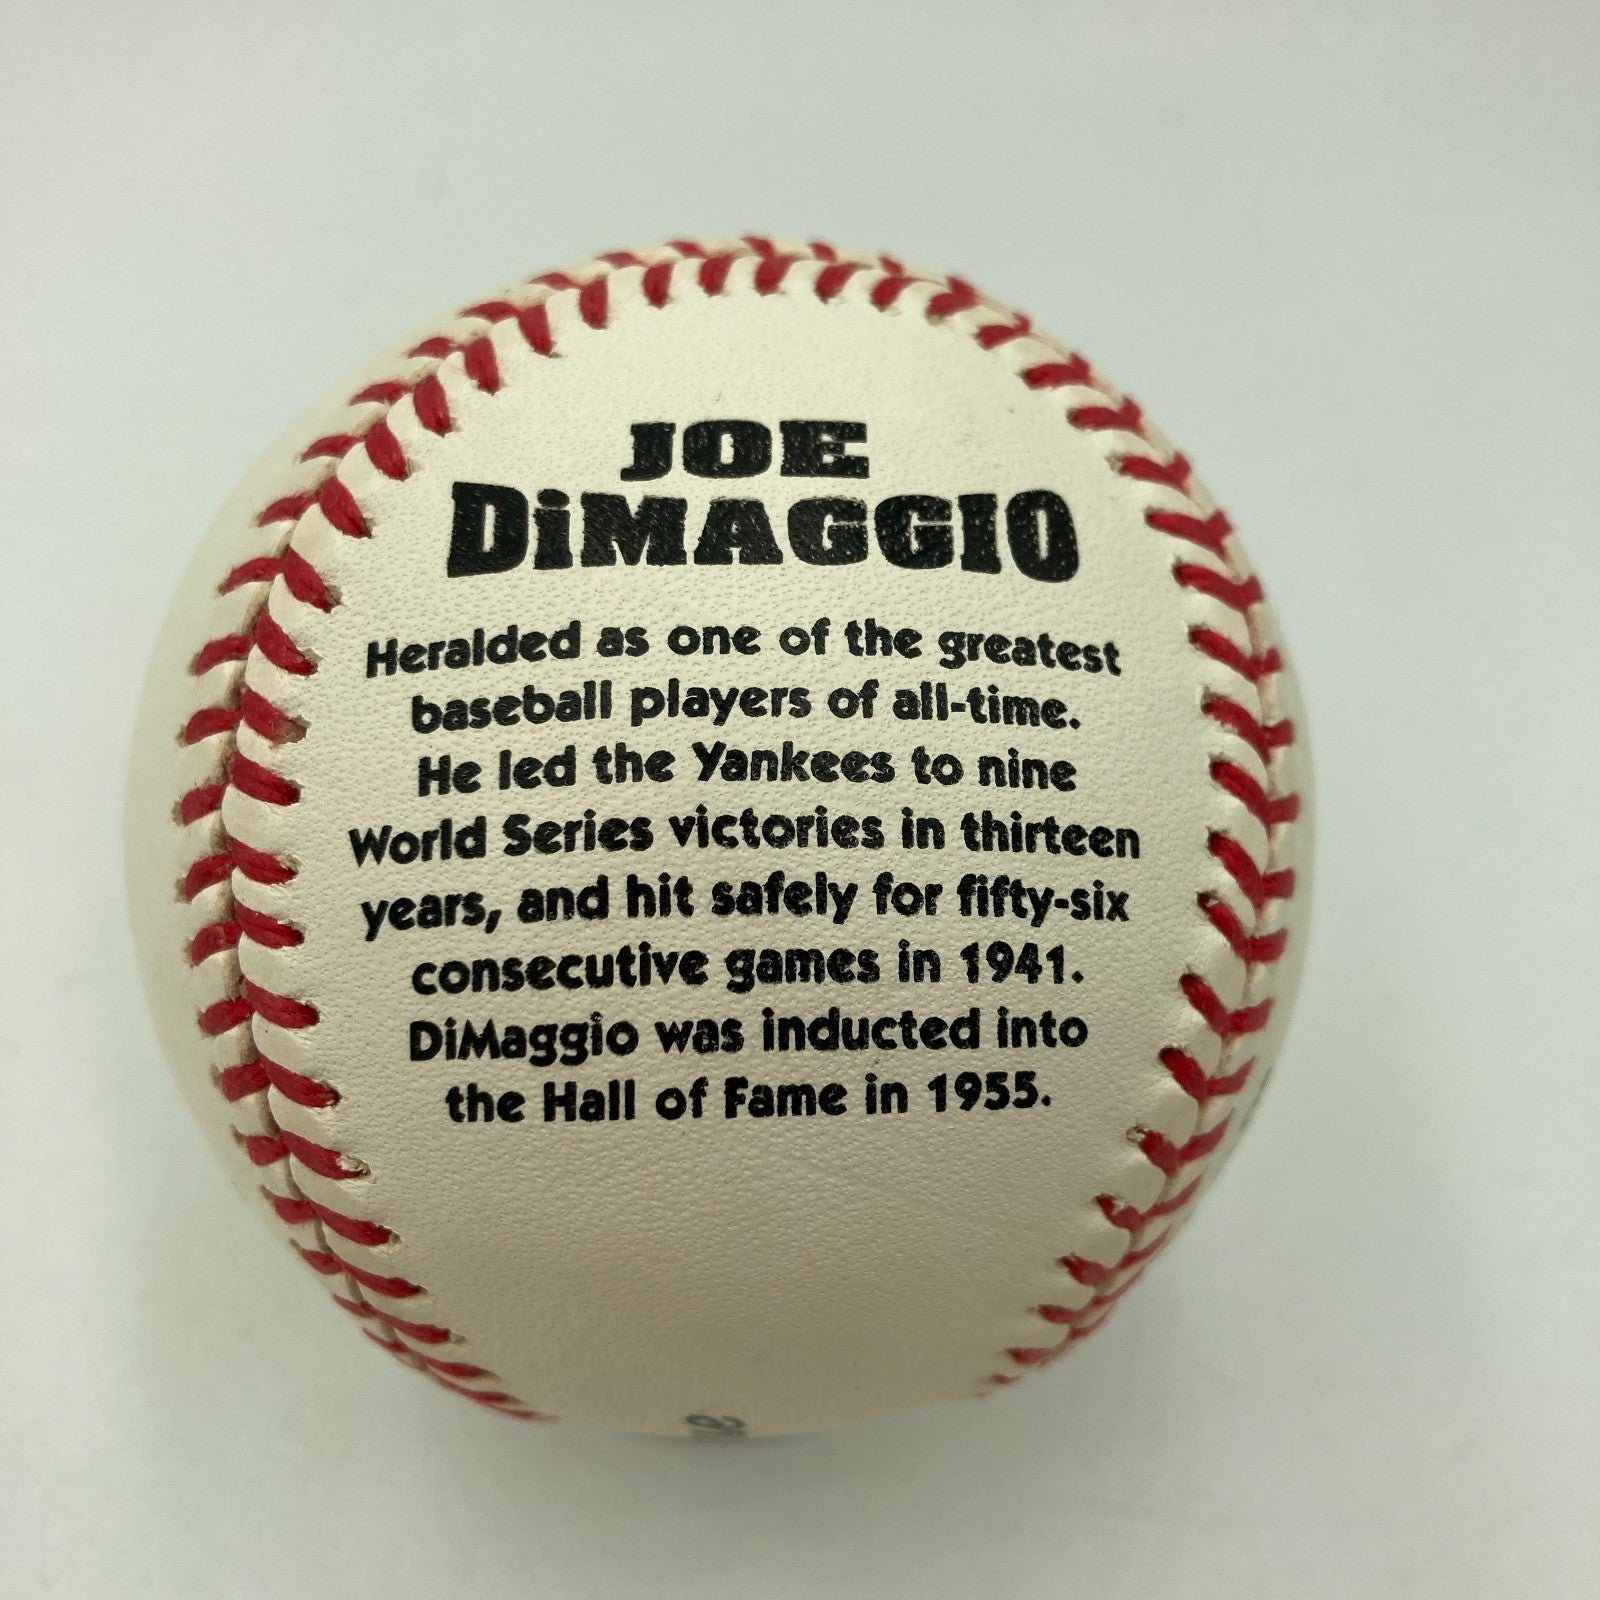 JOE
DiMAGGIO
Heralded as one of the greatest
baseball players of all-time.
He led the Yankees to nine
World Series victories in thirteen
years, and hit safely for fifty-six
consecutive games in 1941.
DiMaggio was inducted into
the Hall of Fame in 1955.